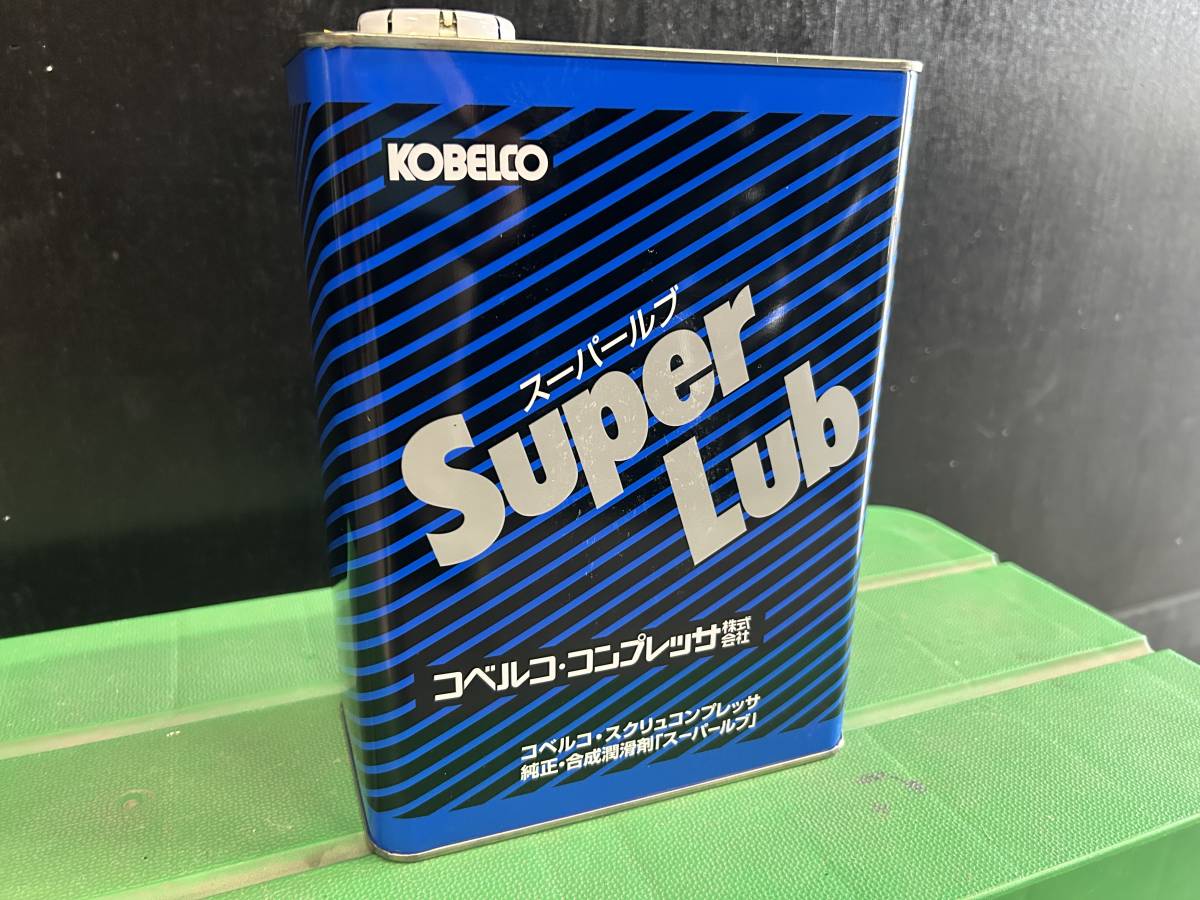 KOBELCO
スーパールブ
Super
Lub
コベルコ・コンプレッサ株式会社
コベルコ・スクリュコンプレッサ
純正・合成潤滑剤「スーパールブ」